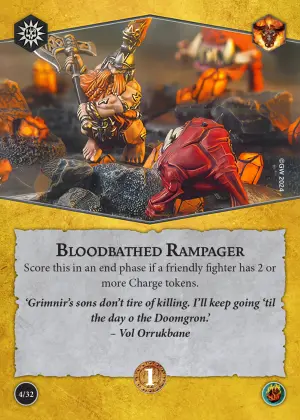 ©GW 2024
BLOODBATHED RAMPAGER
Score this in an end phase if a friendly fighter has 2 or
more Charge tokens.
‘Grimnir’s sons don’t tire of killing. I’ll keep going ’til
the day o the Doomgron.’
– Vol Orrukbane
1
4/32